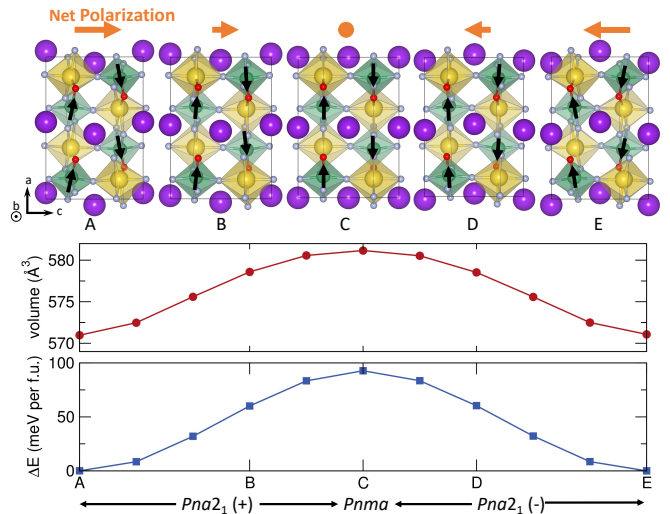 Net Polarization
a
b
c
A B C D E
volume (Å³)
580
575
570
ΔE (meV per f.u.)
100
50
0
A B C D E
Pna2₁ (+) Pnma Pna2₁ (-)